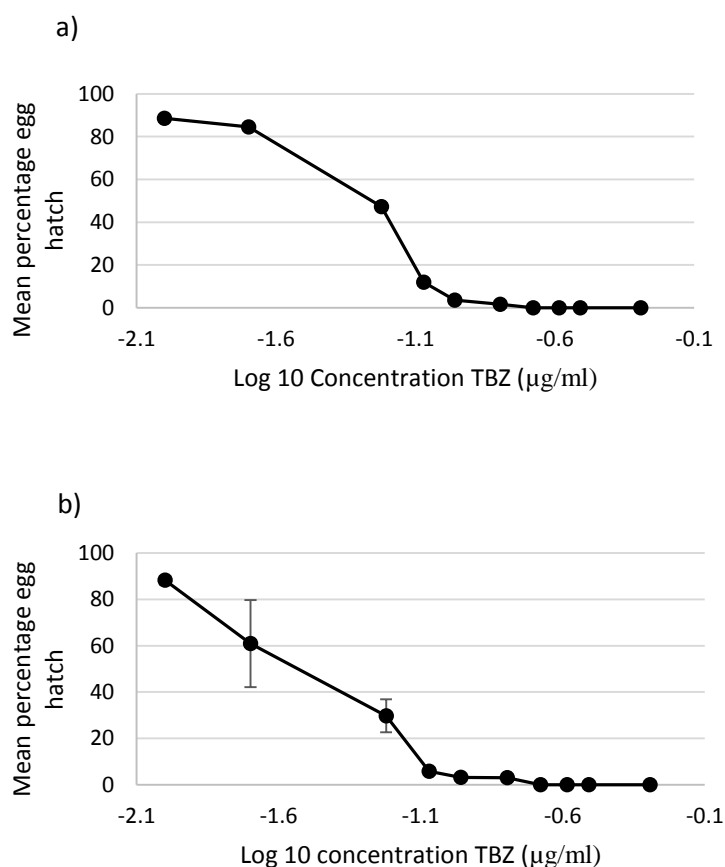 a)
100
80
60
40
20
0
Mean percentage egg
hatch
-2.1 -1.6 -1.1 -0.6 -0.1
Log 10 Concentration TBZ (µg/ml)
b)
100
80
60
40
20
0
Mean percentage egg
hatch
-2.1 -1.6 -1.1 -0.6 -0.1
Log 10 concentration TBZ (µg/ml)